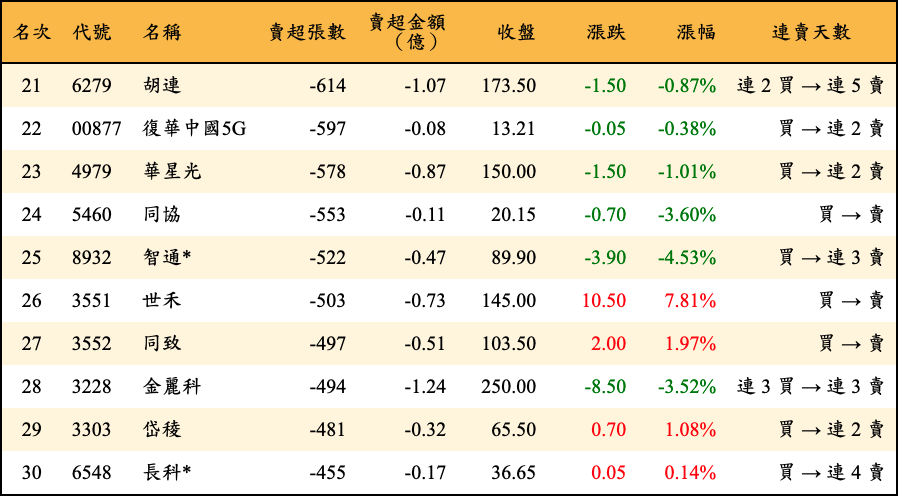 名次 代號 名稱 賣超張數 賣超金額（億） 收盤 漲跌 漲幅 連賣天數
21 6279 胡連 -614 -1.07 173.50 -1.50 -0.87% 連 2 買 → 連 5 賣
22 00877 復華中國5G -597 -0.08 13.21 -0.05 -0.38% 買 → 連 2 賣
23 4979 華星光 -578 -0.87 150.00 -1.50 -1.01% 買 → 連 2 賣
24 5460 同協 -553 -0.11 20.15 -0.70 -3.60% 買 → 賣
25 8932 智通* -522 -0.47 89.90 -3.90 -4.53% 買 → 連 3 賣
26 3551 世禾 -503 -0.73 145.00 10.50 7.81% 買 → 賣
27 3552 同致 -497 -0.51 103.50 2.00 1.97% 買 → 賣
28 3228 金麗科 -494 -1.24 250.00 -8.50 -3.52% 連 3 買 → 連 3 賣
29 3303 岱稜 -481 -0.32 65.50 0.70 1.08% 買 → 連 2 賣
30 6548 長科* -455 -0.17 36.65 0.05 0.14% 買 → 連 4 賣